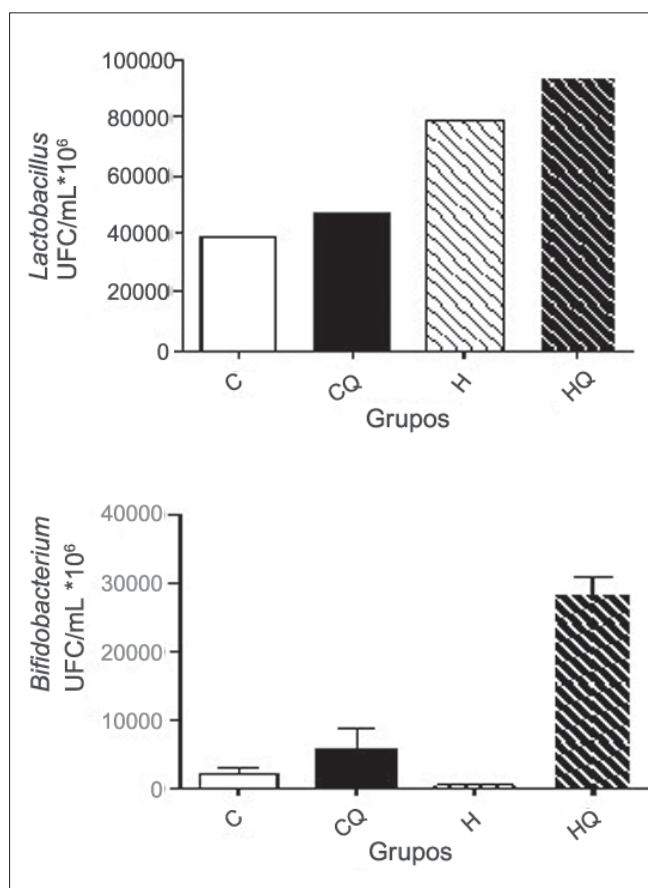 Lactobacillus
UFC/mL*10⁶
100000
80000
60000
40000
20000
0
C
CQ
H
HQ
Grupos
Bifidobacterium
UFC/mL *10⁶
40000
30000
20000
10000
0
C
CQ
H
HQ
Grupos